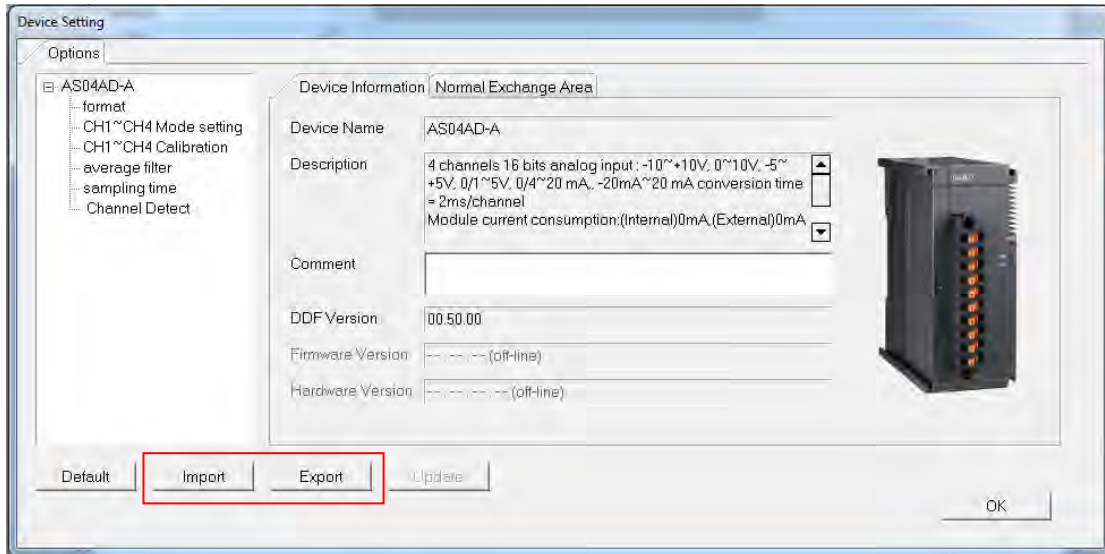 Device Setting
Options
AS04AD-A
format
CH1~CH4 Mode setting
CH1~CH4 Calibration
average filter
sampling time
Channel Detect
Device Information
Normal Exchange Area
Device Name
AS04AD-A
Description
4 channels 16 bits analog input : -10~+10V, 0~10V, -5~
+5V, 0/1~5V, 0/4~20 mA, -20mA~20 mA conversion time
= 2ms/channel
Module current consumption:(Internal)0mA,(External)0mA
Comment
DDF Version
00.50.00
Firmware Version
--. --. -- (off-line)
Hardware Version
--. --. --. -- (off-line)
Default
Import
Export
Update
OK